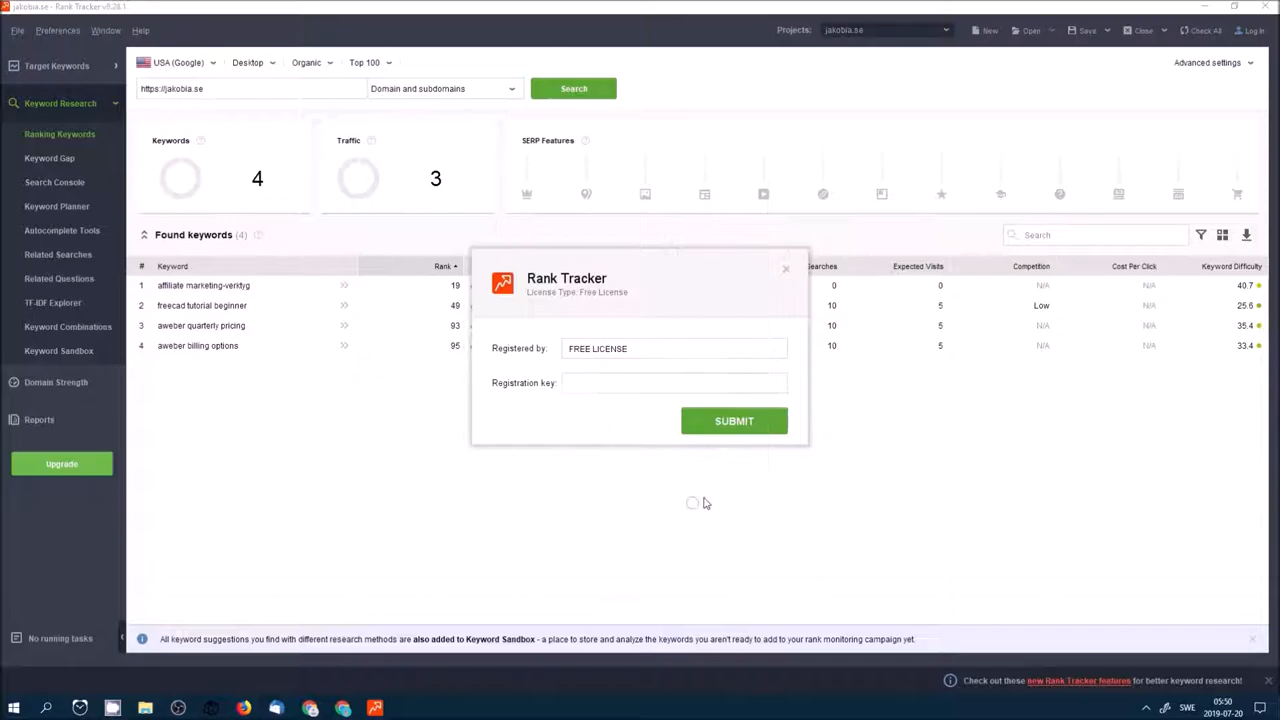 jakobia.se - Rank Tracker v8.28.1
File Preferences Window Help
Projects: jakobia.se New Open Save Close Check All Log In
Target Keywords
Keyword Research
Ranking Keywords
Keyword Gap
Search Console
Keyword Planner
Autocomplete Tools
Related Searches
Related Questions
TF-IDF Explorer
Keyword Combinations
Keyword Sandbox
Domain Strength
Reports
Upgrade
No running tasks
USA (Google) Desktop Organic Top 100 Advanced settings
https://jakobia.se Domain and subdomains Search
Keywords ? Traffic ? SERP Features ?
4 3
Found keywords (4) ? Search
# Keyword Rank Searches Expected Visits Competition Cost Per Click Keyword Difficulty
1 affiliate marketing-verktyg 19 0 0 N/A N/A 40.7
2 freecad tutorial beginner 49 10 5 Low N/A 25.6
3 aweber quarterly pricing 93 10 5 N/A N/A 35.4
4 aweber billing options 95 10 5 N/A N/A 33.4
Rank Tracker
License Type: Free License
Registered by: FREE LICENSE
Registration key:
SUBMIT
All keyword suggestions you find with different research methods are also added to Keyword Sandbox - a place to store and analyze the keywords you aren't ready to add to your rank monitoring campaign yet.
Check out these new Rank Tracker features for better keyword research!
SWE
05:50
2019-07-20